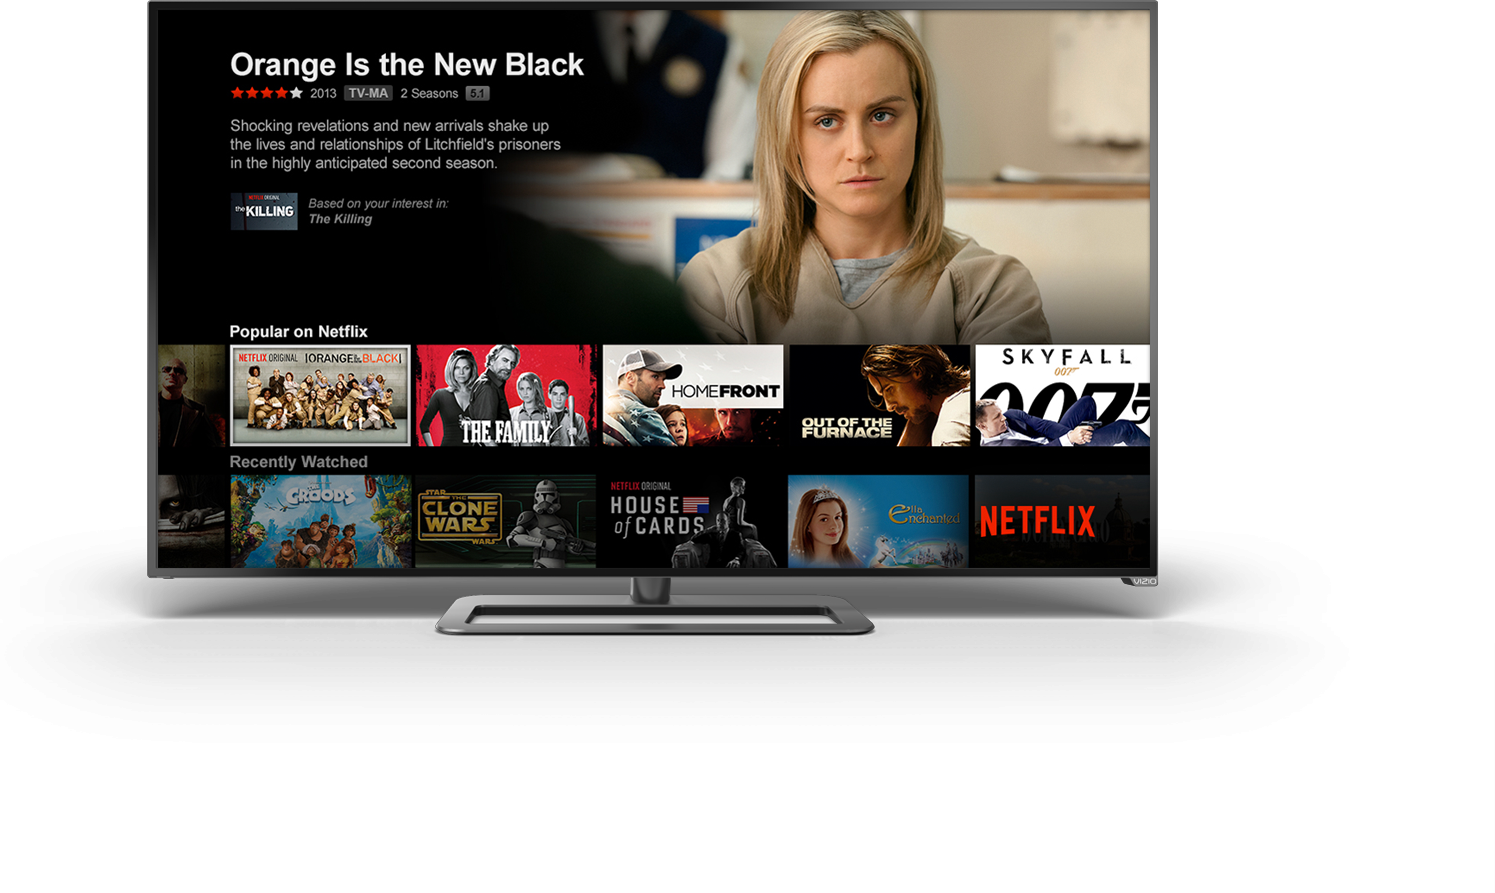 Orange Is the New Black
2013 TV-MA 2 Seasons 5.1
Shocking revelations and new arrivals shake up
the lives and relationships of Litchfield's prisoners
in the highly anticipated second season.
NETFLIX ORIGINAL
the KILLING
Based on your interest in:
The Killing
Popular on Netflix
NETFLIX ORIGINAL ORANGE IS THE NEW BLACK
THE FAMILY
HOMEFRONT
OUT OF THE
FURNACE
SKYFALL
007
007
Recently Watched
THE
CROODS
STAR THE
CLONE
WARS
WARS
NETFLIX ORIGINAL
HOUSE
of CARDS
Ella
Enchanted
NETFLIX
VIZIO